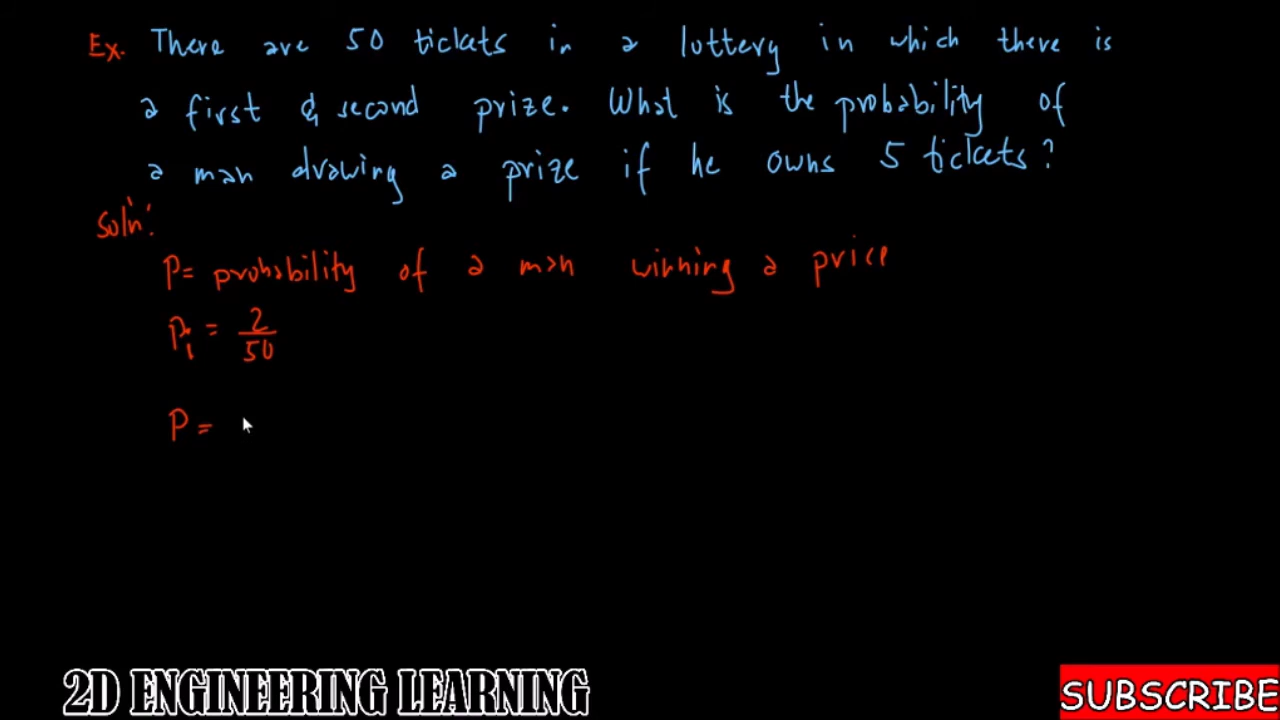 Ex. There are 50 tickets in a lottery in which there is
a first & second prize. What is the probability of
a man drawing a prize if he owns 5 tickets?
Sol'n:
P= probability of a man winning a price
P₁ = 2/50
P =
2D ENGINEERING LEARNING
SUBSCRIBE